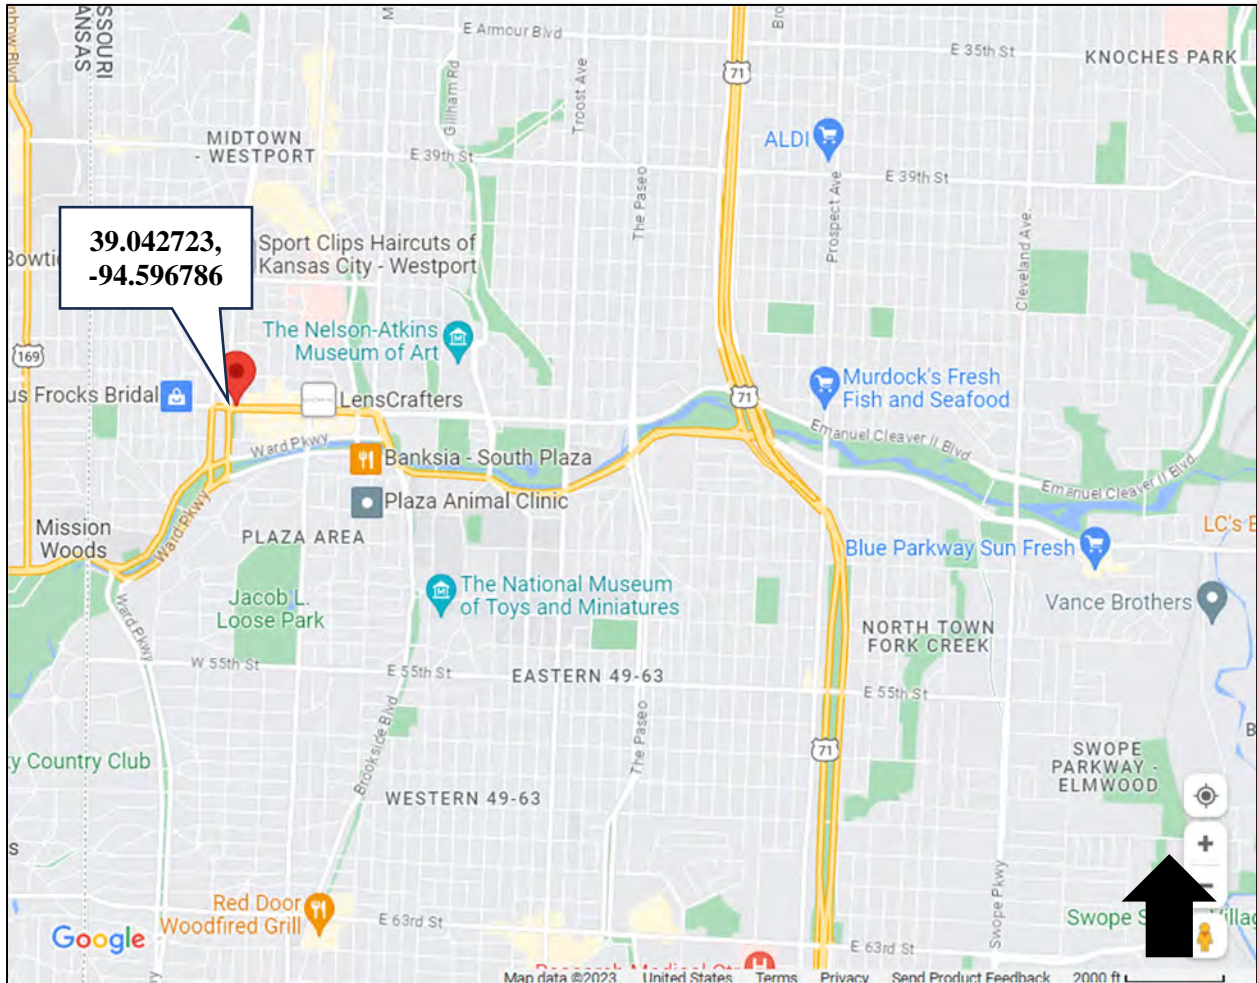 SSOURI
ANSAS
E Armour Blvd
E 35th St
KNOCHES PARK
71
Gillham Rd
Troost Ave
ALDI
MIDTOWN
- WESTPORT
E 39th St
E 39th St
The Paseo
Prospect Ave
Cleveland Ave.
39.042723,
-94.596786
Sport Clips Haircuts of
Kansas City - Westport
The Nelson-Atkins
Museum of Art
169
us Frocks Bridal
LensCrafters
71
Murdock's Fresh
Fish and Seafood
Ward Pkwy
Emanuel Cleaver II Blvd
Banksia - South Plaza
Emanuel Cleaver II Blvd.
Plaza Animal Clinic
Ward Pkwy
Mission
Woods
PLAZA AREA
LC's B
Blue Parkway Sun Fresh
The National Museum
of Toys and Miniatures
Jacob L.
Loose Park
Ward Pkwy
Vance Brothers
NORTH TOWN
FORK CREEK
W 55th St
E 55th St
EASTERN 49-63
E 55th St
Brookside Blvd
The Paseo
71
SWOPE
PARKWAY -
ELMWOOD
y Country Club
WESTERN 49-63
Red Door
Woodfired Grill
E 63rd St
Swope Pkwy
E 63rd St
Google
Map data ©2023 United States Terms Privacy Send Product Feedback 2000 ft